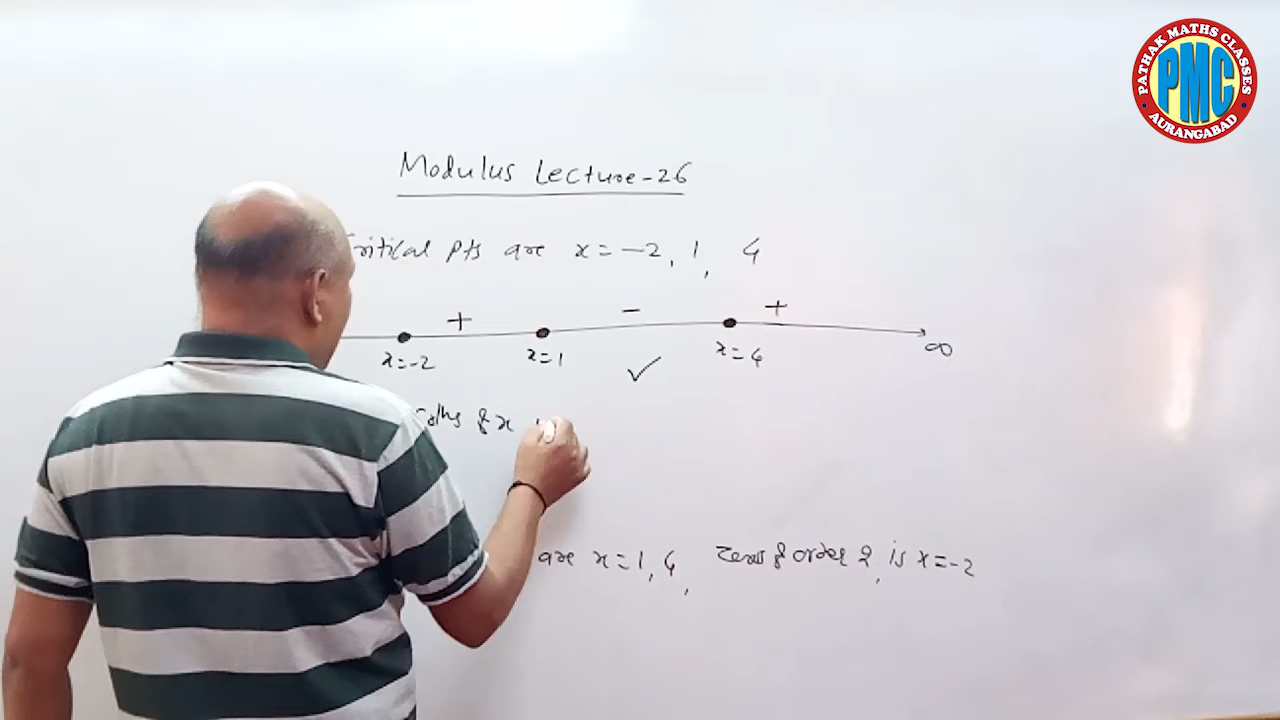 PATHAK MATHS CLASSES
PMC
AURANGABAD
Modulus Lecture-26
Critical pts are x = -2, 1, 4
+ - +
x=-2 x=1 ✓ x=4 ∞
of x
are x=1, 4, zeros of order 2, is x=-2